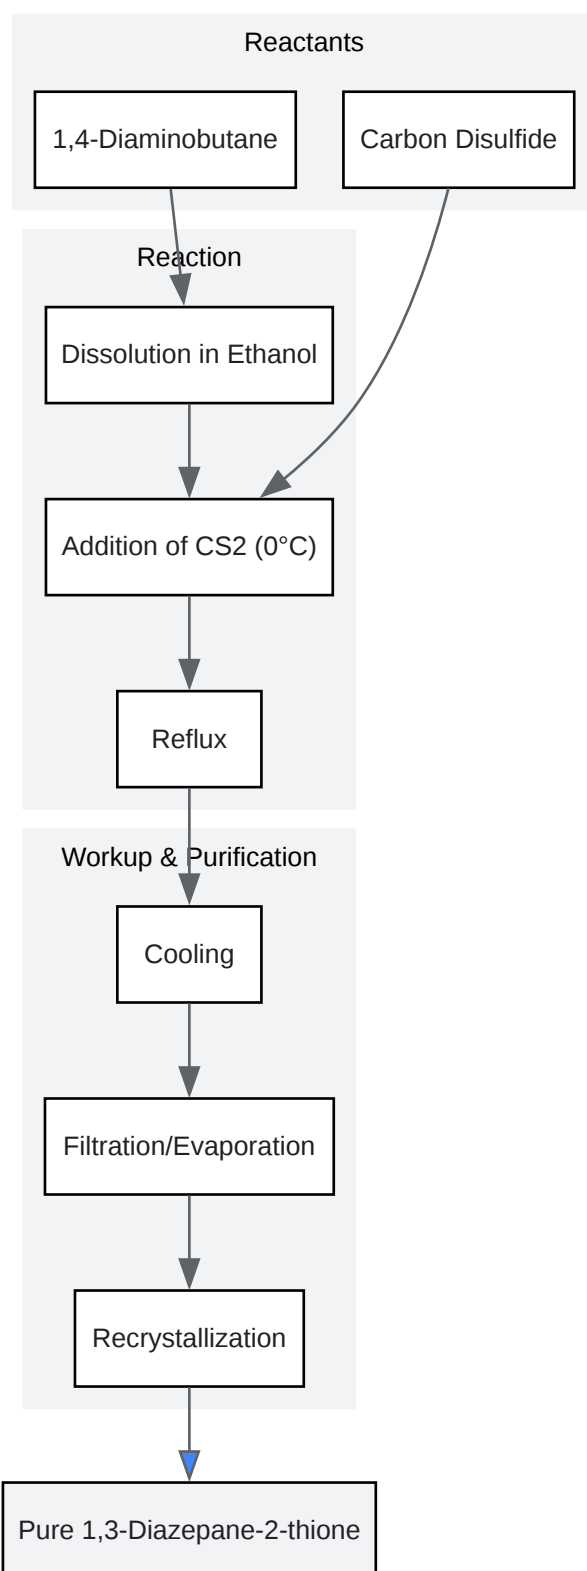 Reactants
1,4-Diaminobutane
Carbon Disulfide
Reaction
Dissolution in Ethanol
Addition of CS2 (0°C)
Reflux
Workup & Purification
Cooling
Filtration/Evaporation
Recrystallization
Pure 1,3-Diazepane-2-thione